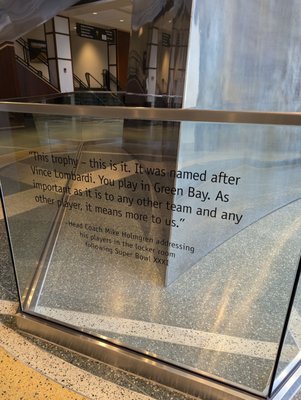 "This trophy – this is it. It was named after
Vince Lombardi. You play in Green Bay. As
important as it is to any other team and any
other player, it means more to us."
–Head Coach Mike Holmgren addressing
his players in the locker room
following Super Bowl XXXI